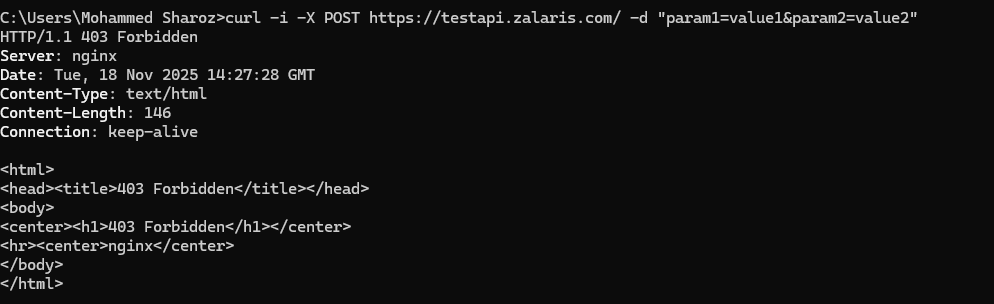 C:\Users\Mohammed Sharoz>curl -i -X POST https://testapi.zalaris.com/ -d "param1=value1&param2=value2"
HTTP/1.1 403 Forbidden
Server: nginx
Date: Tue, 18 Nov 2025 14:27:28 GMT
Content-Type: text/html
Content-Length: 146
Connection: keep-alive

<html>
<head><title>403 Forbidden</title></head>
<body>
<center><h1>403 Forbidden</h1></center>
<hr><center>nginx</center>
</body>
</html>